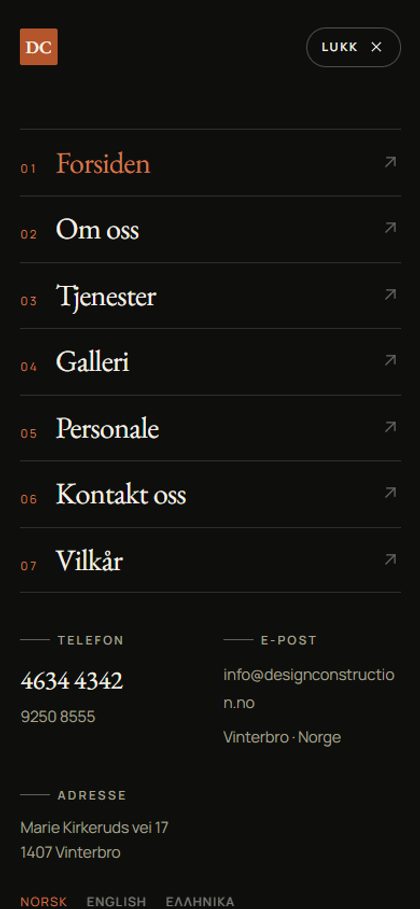 DC
LUKK
01 Forsiden
02 Om oss
03 Tjenester
04 Galleri
05 Personale
06 Kontakt oss
07 Vilkår
TELEFON
4634 4342
9250 8555
E-POST
info@designconstructio
n.no
Vinterbro · Norge
ADRESSE
Marie Kirkeruds vei 17
1407 Vinterbro
NORSK ENGLISH ΕΛΛΗΝΙΚΑ